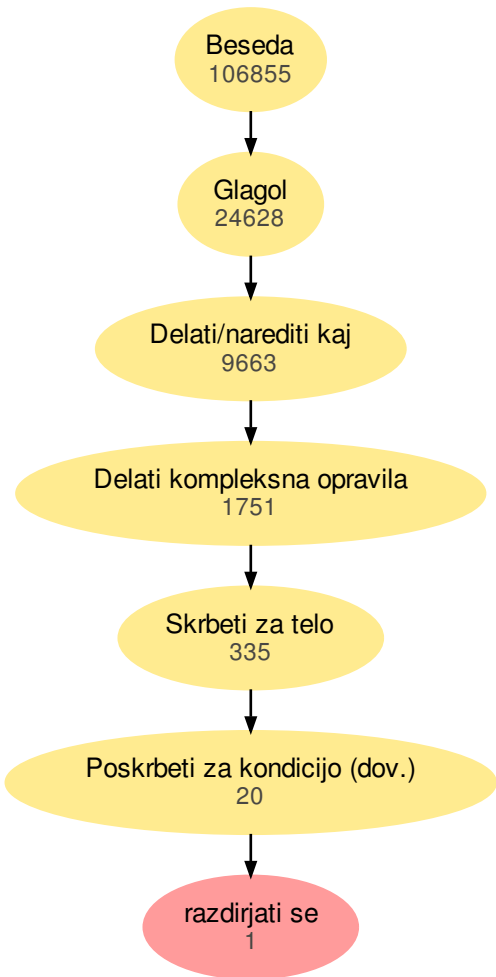 Beseda
106855
Glagol
24628
Delati/narediti kaj
9663
Delati kompleksna opravila
1751
Skrbeti za telo
335
Poskrbeti za kondicijo (dov.)
20
razdirjati se
1